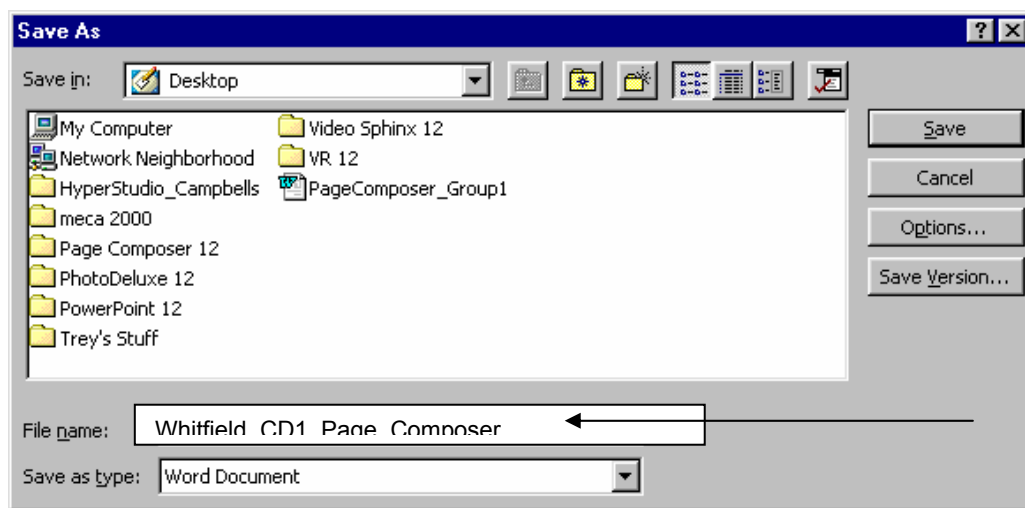 Save As
Save in: Desktop
My Computer Video Sphinx 12
Network Neighborhood VR 12
HyperStudio_Campbells PageComposer_Group1
meca 2000
Page Composer 12
PhotoDeluxe 12
PowerPoint 12
Trey's Stuff
Save
Cancel
Options...
Save Version...
File name: Whitfield_CD1_Page_Composer
Save as type: Word Document